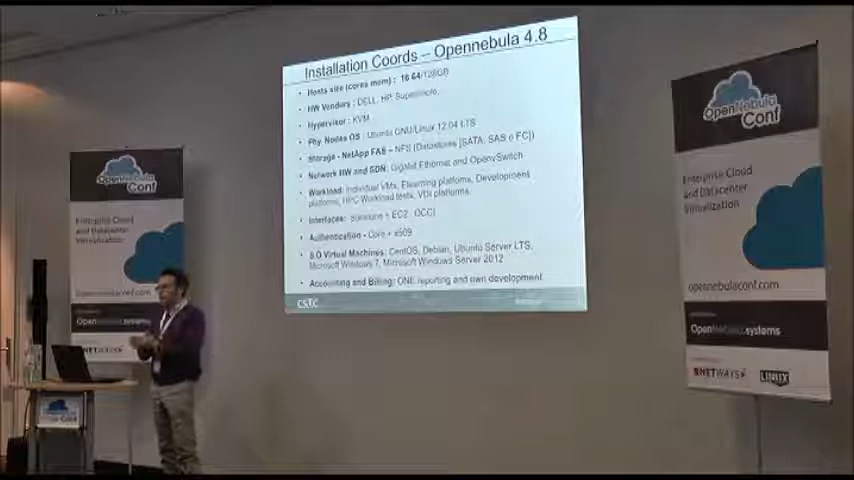 Installation Coords – Opennebula 4.8
• Hosts size (cores mem) : 16 64/128GB
• HW Vendors : DELL, HP, Supermicro,
• Hypervisor : KVM
• Phy. Nodes OS : Ubuntu GNU/Linux 12.04 LTS
• Storage - NetApp FAS – NFS (Datastores [SATA, SAS o FC])
• Network HW and SDN: Gigabit Ethernet and OpenvSwitch
• Workload: Individual VMs, Elearning platforms, Development
platforms, HPC Workload tests, VDI platforms.
• Interfaces: Sunstone + EC2 OCCI
• Authentication - Core + x509
• S.O Virtual Machines: CentOS, Debian, Ubuntu Server LTS,
Microsoft Windows 7, Microsoft Windows Server 2012
• Accounting and Billing: ONE reporting and own development
OpenNebula
Conf
Enterprise Cloud
and Datacenter
Virtualization
opennebulaconf.com
OpenNebula.systems
NETWAYS
OpenNebula
Conf
Enterprise Cloud
and Datacenter
Virtualization
opennebulaconf.com
OpenNebula.systems
NETWAYS
LINUX